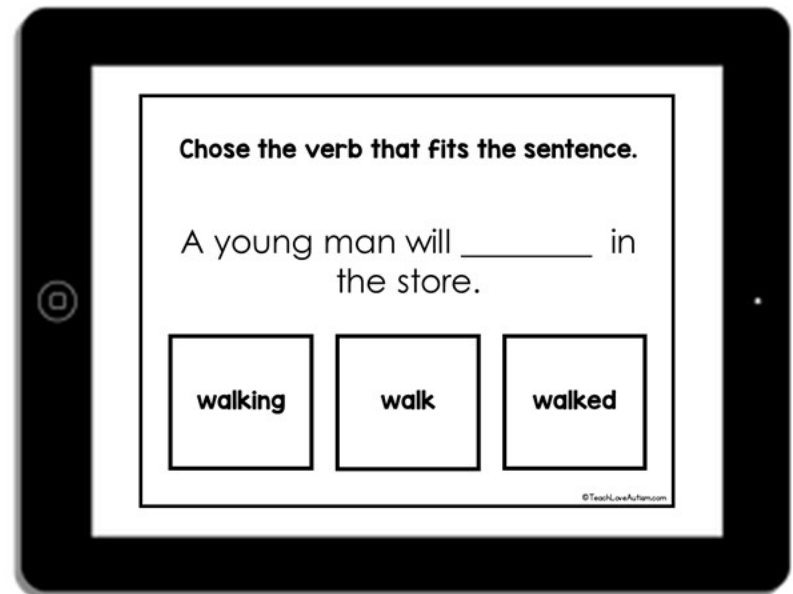 Chose the verb that fits the sentence.
A young man will ________ in
the store.
walking
walk
walked
©TeachLoveAutism.com